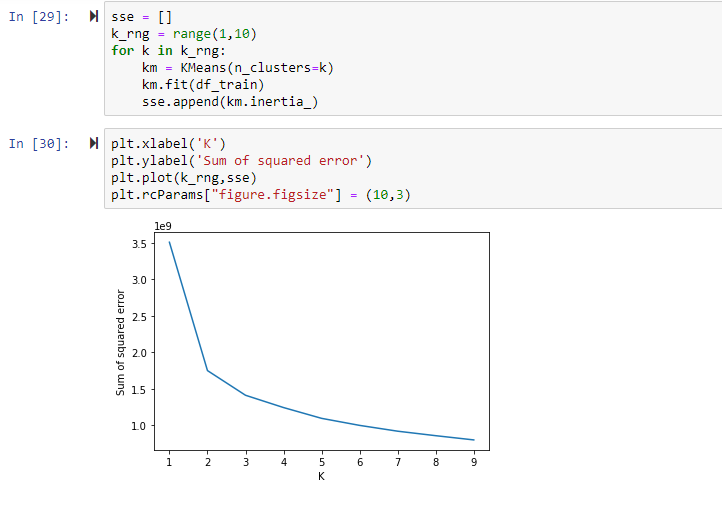 In [29]:
sse = []
k_rng = range(1,10)
for k in k_rng:
    km = KMeans(n_clusters=k)
    km.fit(df_train)
    sse.append(km.inertia_)
In [30]:
plt.xlabel('K')
plt.ylabel('Sum of squared error')
plt.plot(k_rng,sse)
plt.rcParams["figure.figsize"] = (10,3)
1e9
3.5
3.0
2.5
2.0
1.5
1.0
Sum of squared error
1 2 3 4 5 6 7 8 9
K